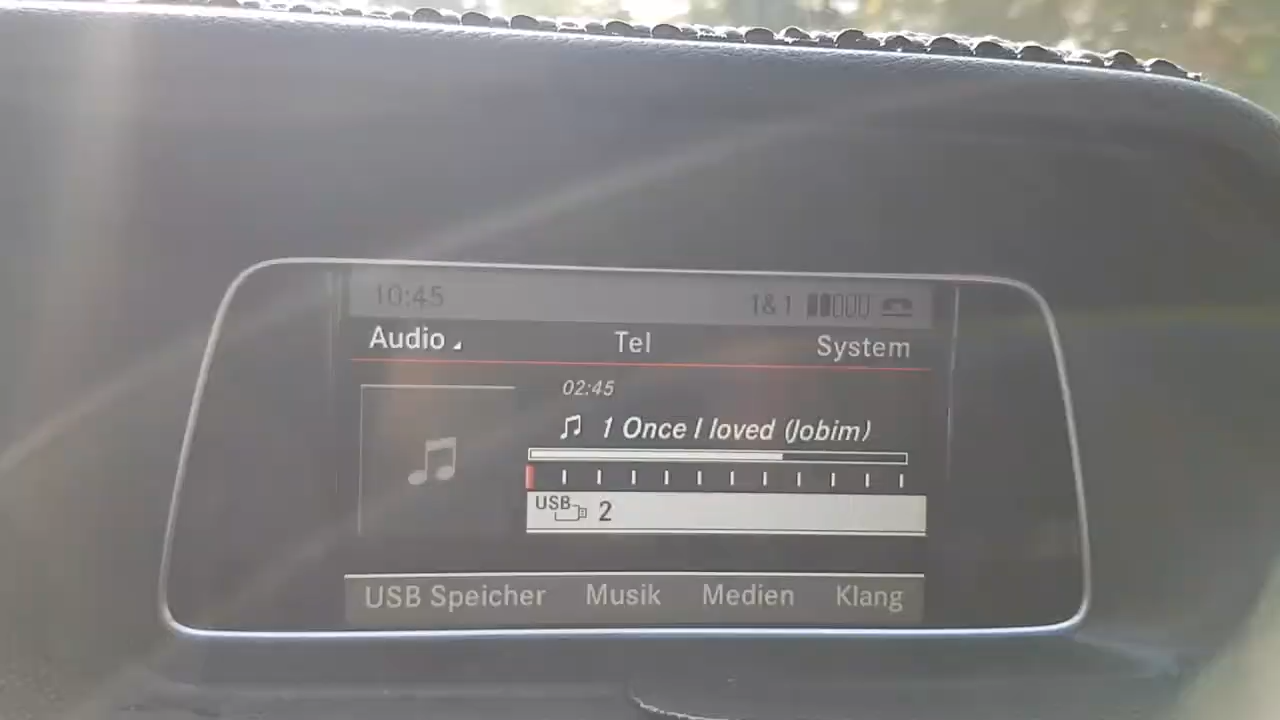 10:45 1&1
Audio Tel System
02:45
1 Once I loved (Jobim)
USB 2
USB Speicher Musik Medien Klang